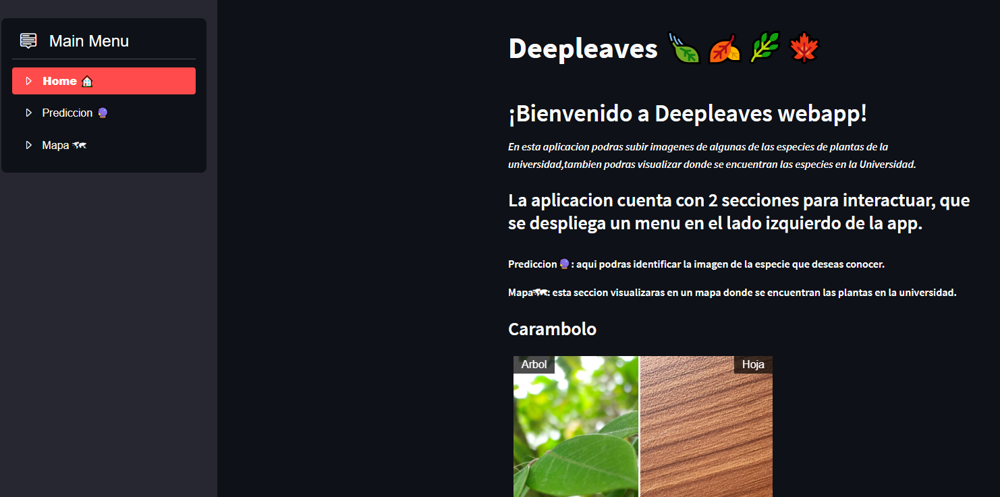 Main Menu
Home 🏠
Prediccion 🔮
Mapa 🗺
Deepleaves 🍃 🍂 🌿 🍁
¡Bienvenido a Deepleaves webapp!
En esta aplicacion podras subir imagenes de algunas de las especies de plantas de la
universidad,tambien podras visualizar donde se encuentran las especies en la Universidad.
La aplicacion cuenta con 2 secciones para interactuar, que
se despliega un menu en el lado izquierdo de la app.
Prediccion 🔮: aqui podras identificar la imagen de la especie que deseas conocer.
Mapa🗺: esta seccion visualizaras en un mapa donde se encuentran las plantas en la universidad.
Carambolo
Arbol
Hoja